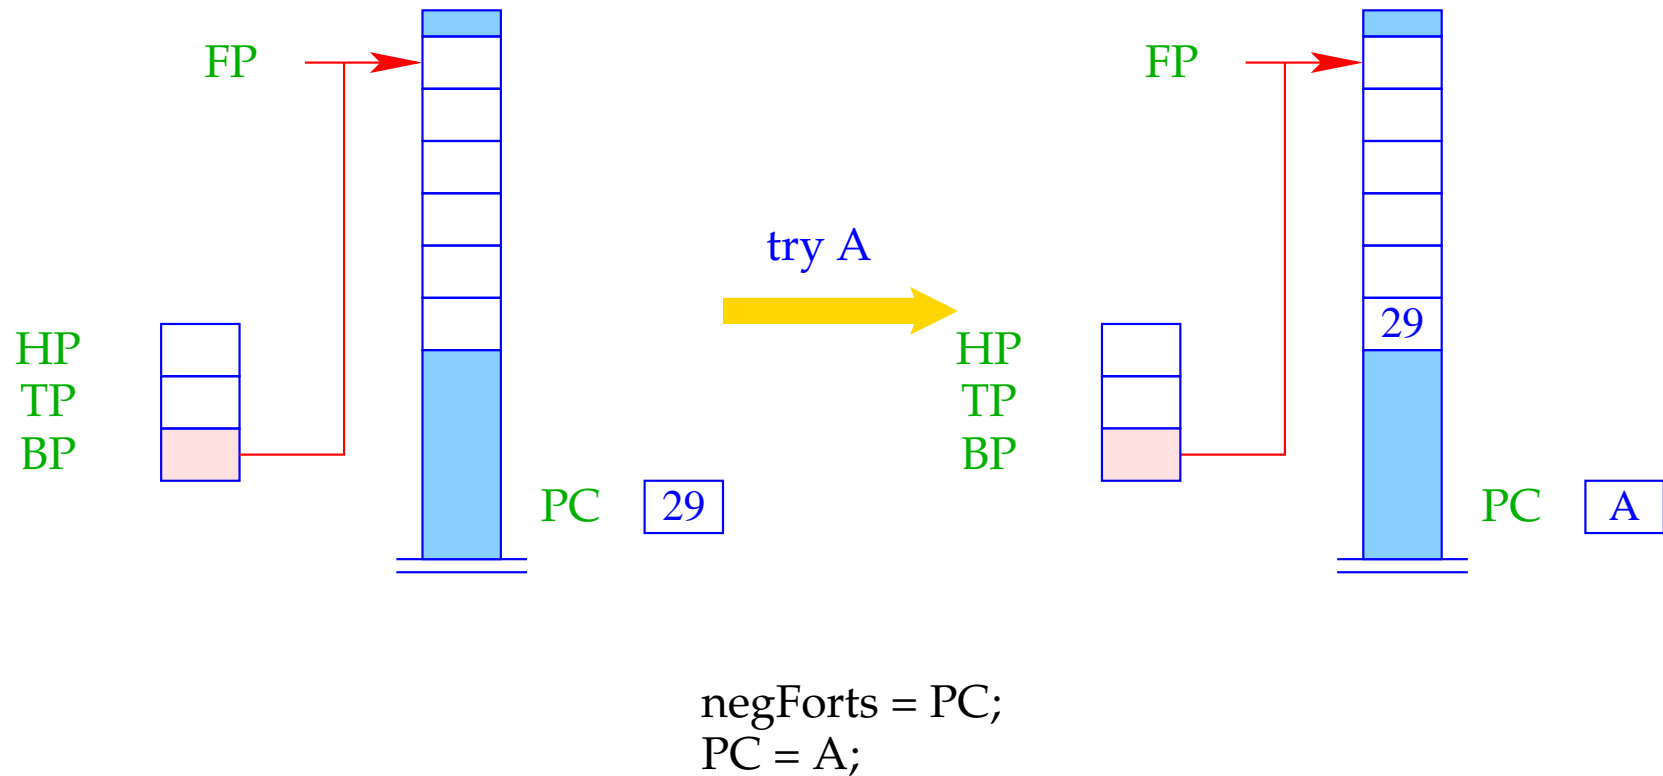 FP
FP
try A
29
HP
HP
TP
TP
BP
BP
PC 29
PC A
negForts = PC;
PC = A;